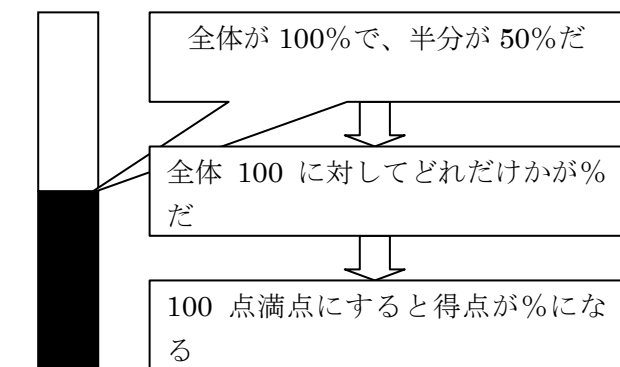 全体が 100%で、半分が 50%だ
全体 100 に対してどれだけかが%
だ
100 点満点にすると得点が%にな
る